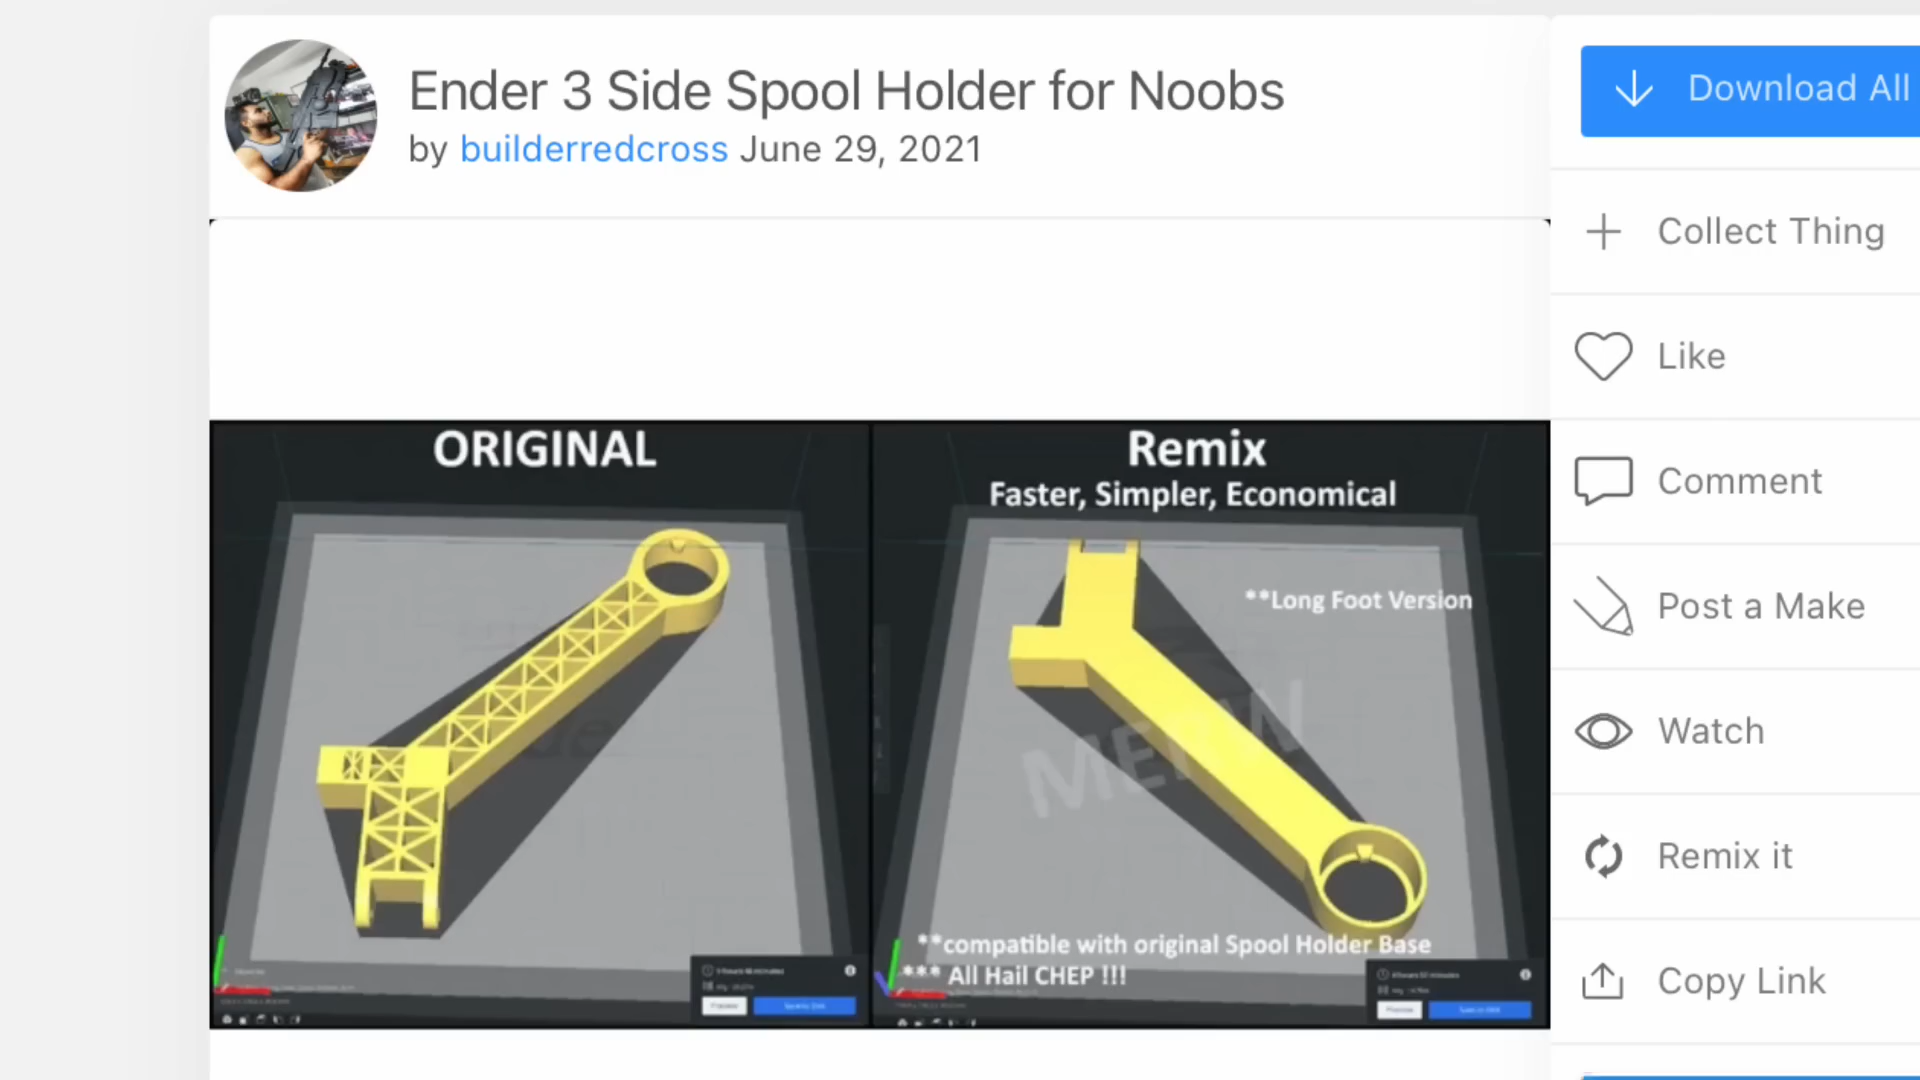 Ender 3 Side Spool Holder for Noobs
by builderredcross June 29, 2021
Download All
Collect Thing
Like
Comment
Post a Make
Watch
Remix it
Copy Link
ORIGINAL
Remix
Faster, Simpler, Economical
**Long Foot Version
**compatible with original Spool Holder Base
*** All Hail CHEP !!!